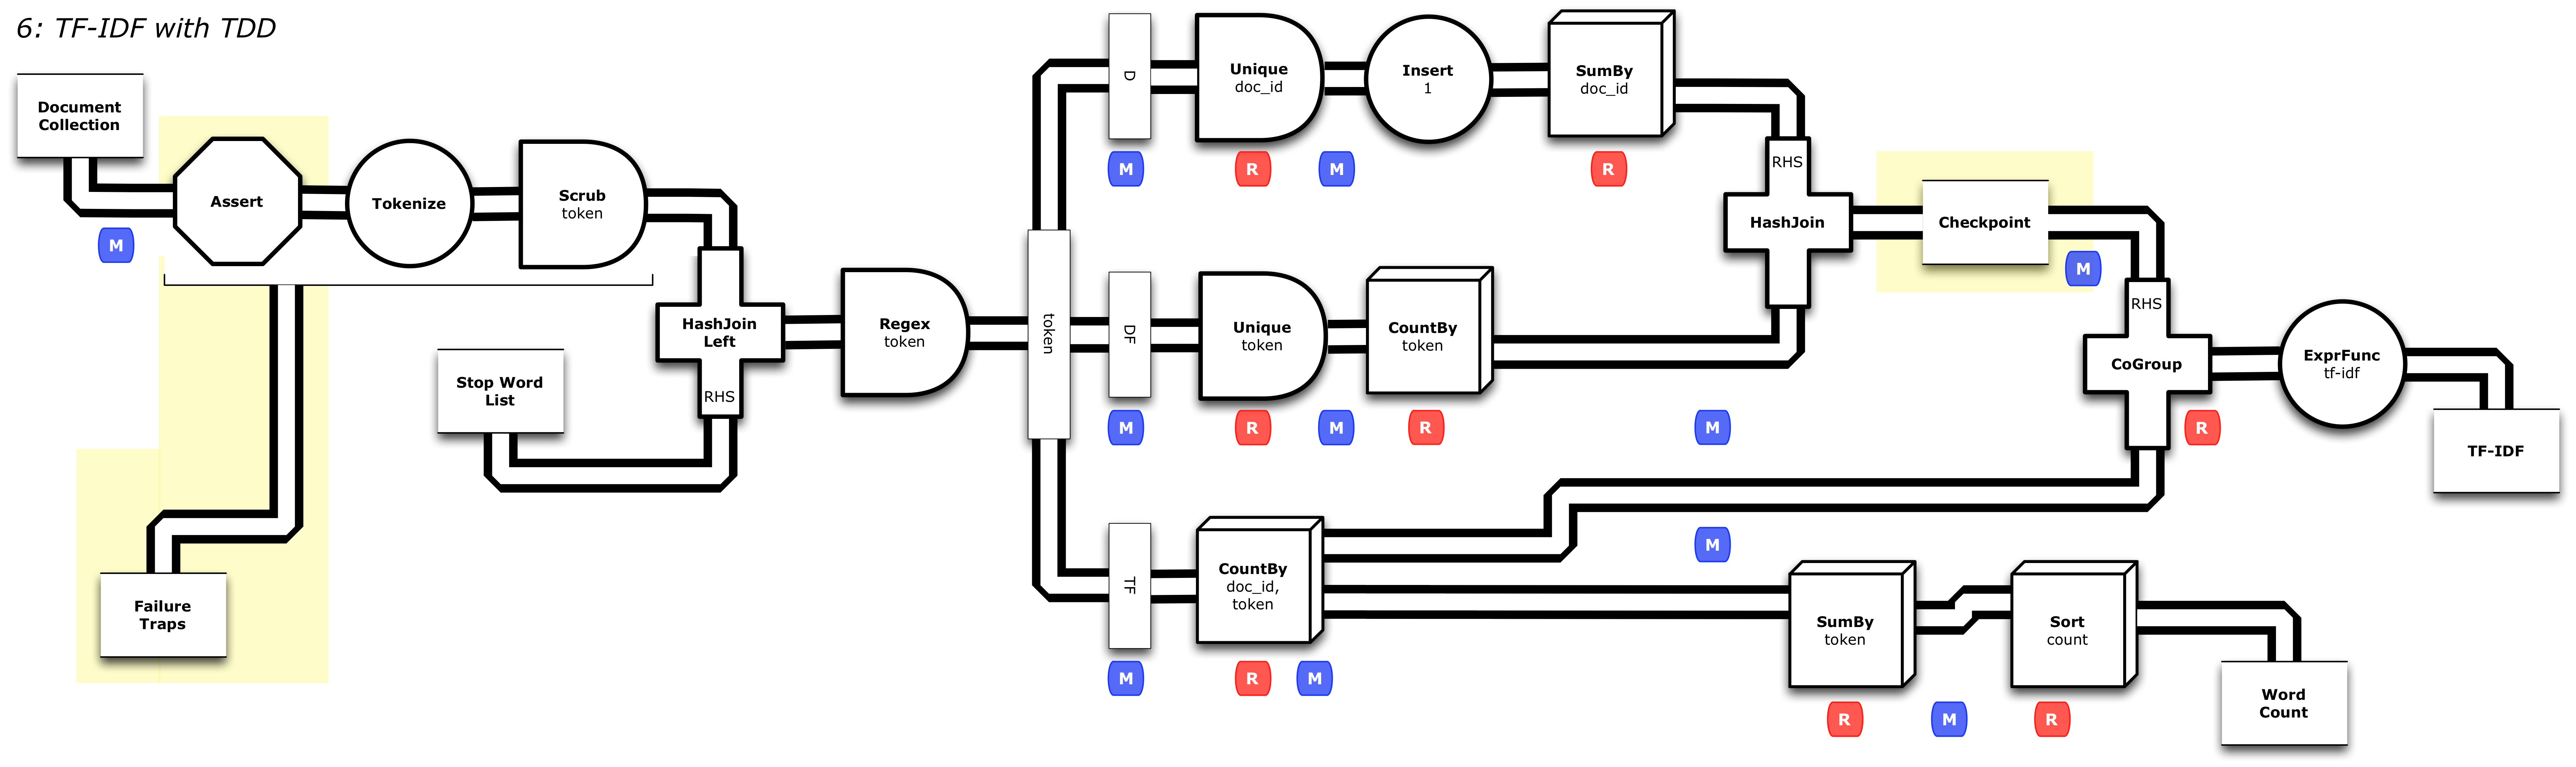 6: TF-IDF with TDD
Document
Collection
M
Assert
Tokenize
Scrub
token
Failure
Traps
Stop Word
List
HashJoin
Left
RHS
Regex
token
token
D
M
Unique
doc_id
R
M
Insert
1
SumBy
doc_id
R
DF
M
Unique
token
R
M
CountBy
token
R
M
RHS
HashJoin
Checkpoint
M
TF
M
CountBy
doc_id,
token
R
M
M
RHS
CoGroup
R
ExprFunc
tf-idf
TF-IDF
SumBy
token
R
M
Sort
count
R
Word
Count